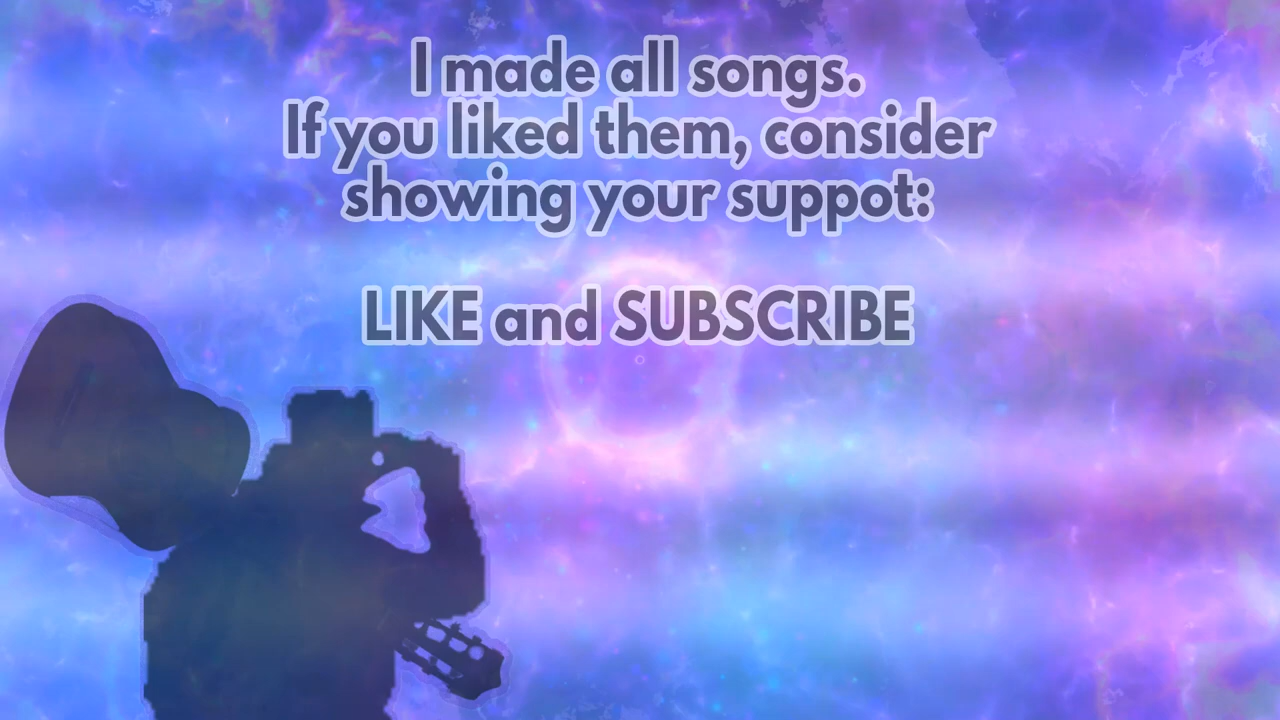 I made all songs.
If you liked them, consider
showing your suppot:
LIKE and SUBSCRIBE